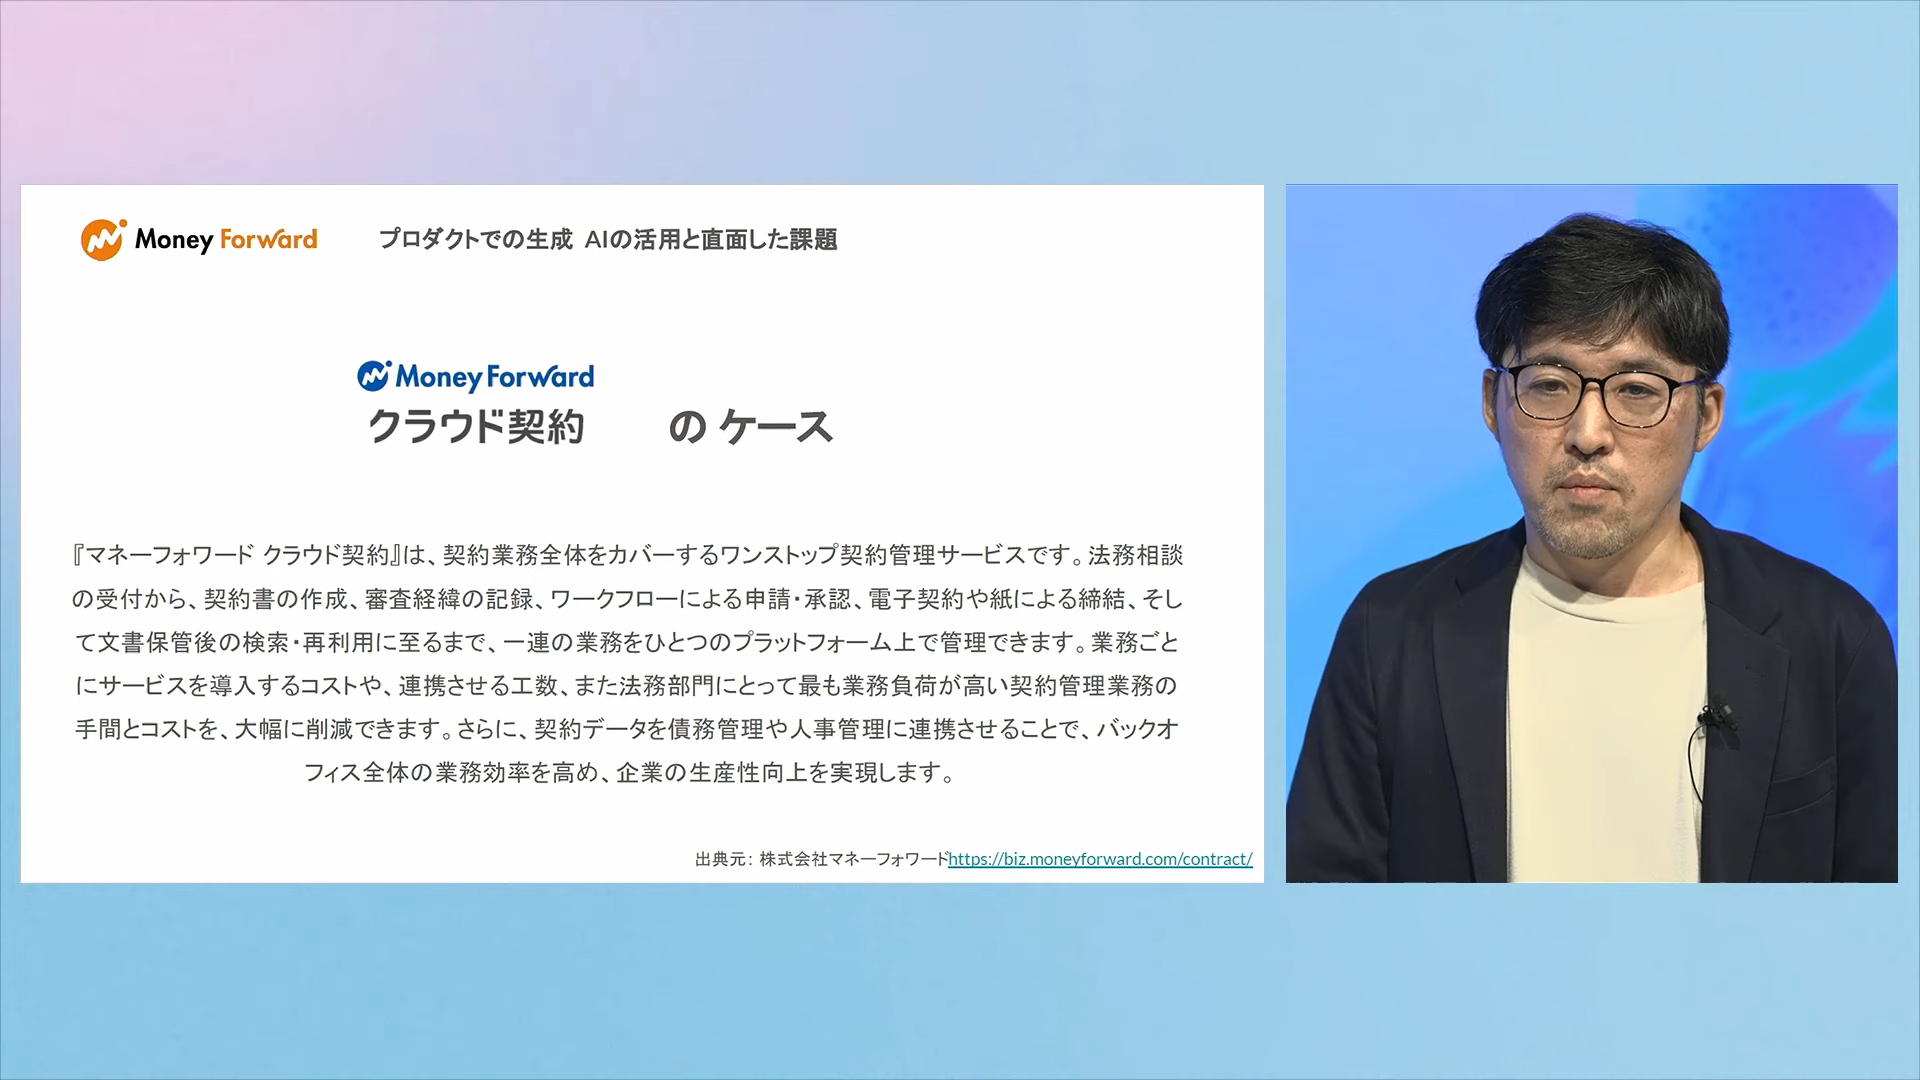 Money Forward
プロダクトでの生成 AIの活用と直面した課題
Money Forward
クラウド契約 の ケース
『マネーフォワード クラウド契約』は、契約業務全体をカバーするワンストップ契約管理サービスです。法務相談
の受付から、契約書の作成、審査経緯の記録、ワークフローによる申請・承認、電子契約や紙による締結、そし
て文書保管後の検索・再利用に至るまで、一連の業務をひとつのプラットフォーム上で管理できます。業務ごと
にサービスを導入するコストや、連携させる工数、また法務部門にとって最も業務負荷が高い契約管理業務の
手間とコストを、大幅に削減できます。さらに、契約データを債務管理や人事管理に連携させることで、バックオ
フィス全体の業務効率を高め、企業の生産性向上を実現します。
出典元: 株式会社マネーフォワードhttps://biz.moneyforward.com/contract/